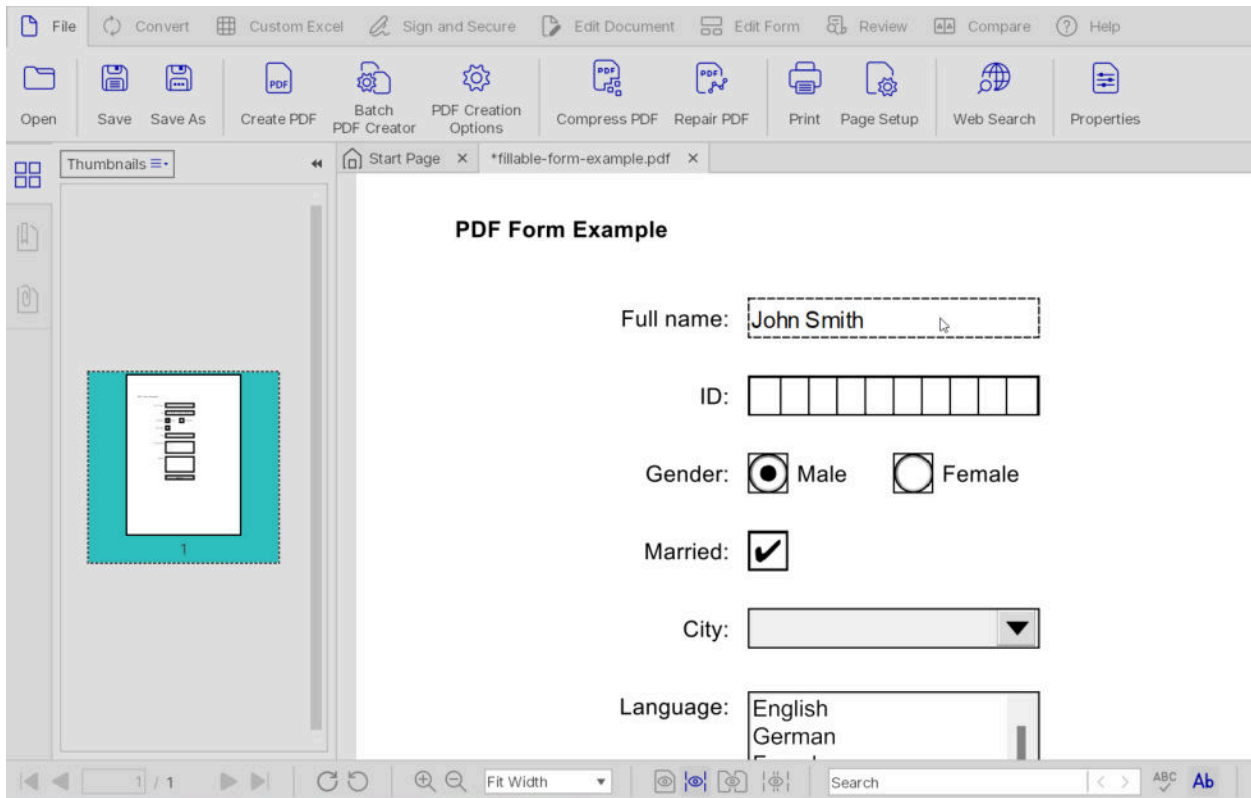 File Convert Custom Excel Sign and Secure Edit Document Edit Form Review Compare Help
Open Save Save As Create PDF Batch PDF Creator PDF Creation Options Compress PDF Repair PDF Print Page Setup Web Search Properties
Thumbnails
Start Page *fillable-form-example.pdf
PDF Form Example
Full name: John Smith
ID:
Gender: Male Female
Married:
City:
Language: English
German
1
1 / 1 Fit Width Search ABC Ab